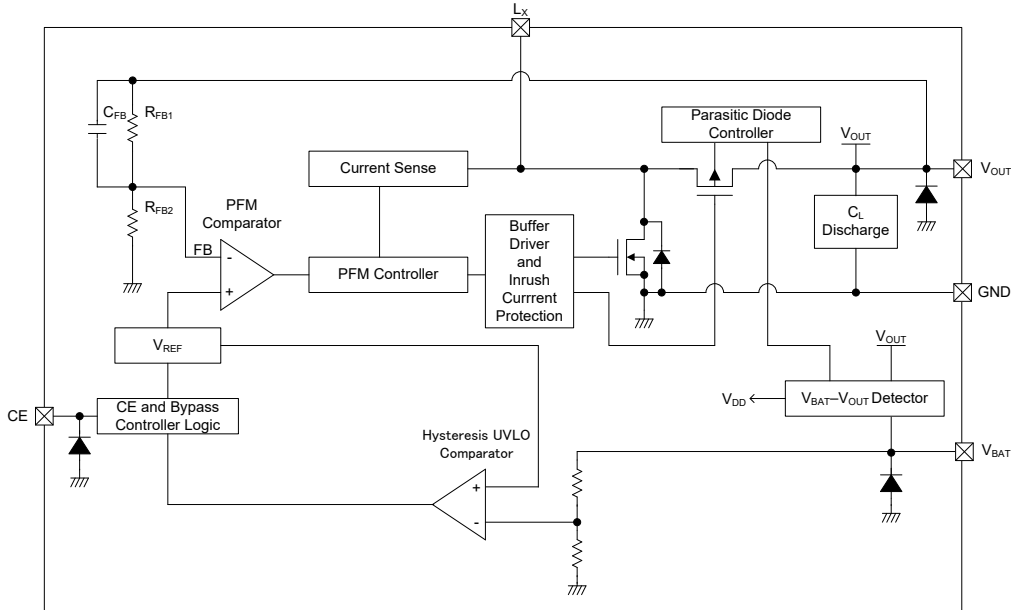 LX
CFB
RFB1
Parasitic Diode
Controller
VOUT
Current Sense
VOUT
RFB2
PFM
Comparator
CL
Discharge
FB
-
+
PFM Controller
Buffer
Driver
and
Inrush
Currrent
Protection
GND
VREF
VOUT
CE
CE and Bypass
Controller Logic
VDD
VBAT–VOUT Detector
Hysteresis UVLO
Comparator
VBAT
+
-